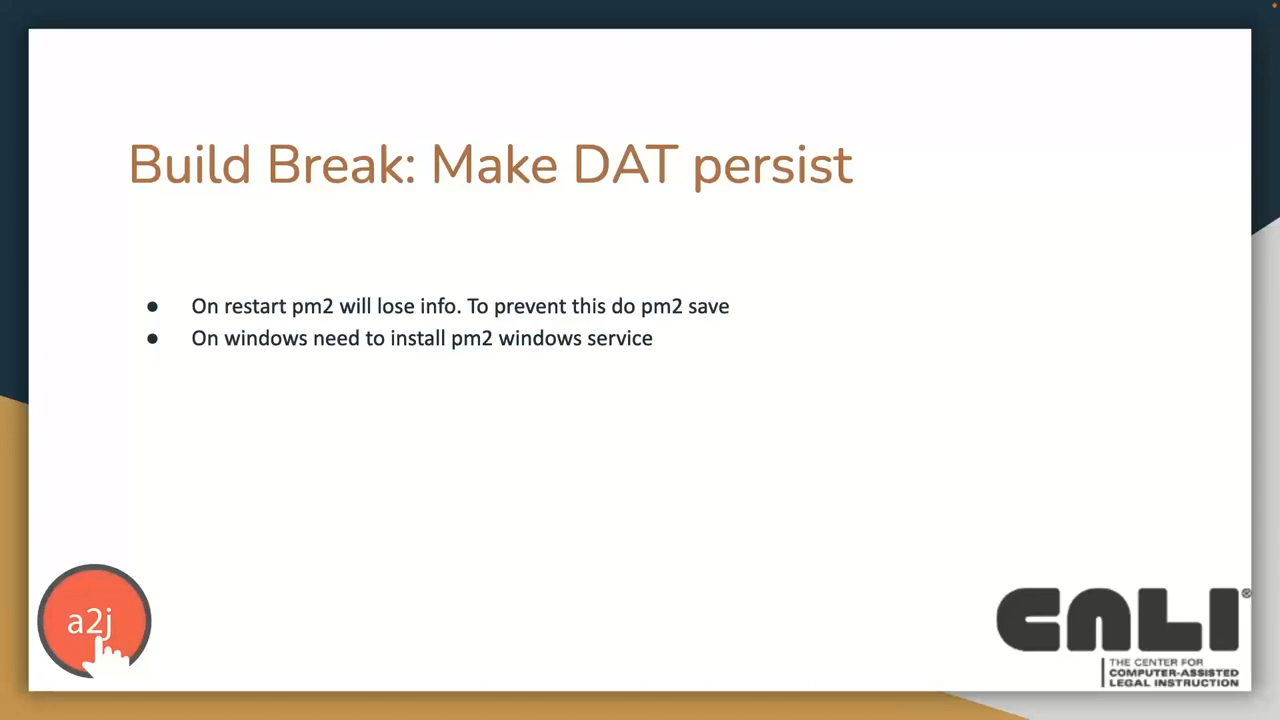 Build Break: Make DAT persist
● On restart pm2 will lose info. To prevent this do pm2 save
● On windows need to install pm2 windows service
a2j
CALI®
THE CENTER FOR
COMPUTER-ASSISTED
LEGAL INSTRUCTION